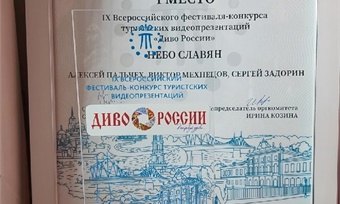 I МЕСТО
IX Всероссийского фестиваля-конкурса
туристских видеопрезентаций
«Диво России»
НЕБО СЛАВЯН
АЛЕКСЕЙ ПАЛЬЧЕХ, ВИКТОР МЕХНЕЦОВ, СЕРГЕЙ ЗАДОРИН
IX ВСЕРОССИЙСКИЙ
ФЕСТИВАЛЬ-КОНКУРС ТУРИСТСКИХ
ВИДЕОПРЕЗЕНТАЦИЙ
председатель оргкомитета
ИРИНА КОЗИНА
ДИВО РОССИИ